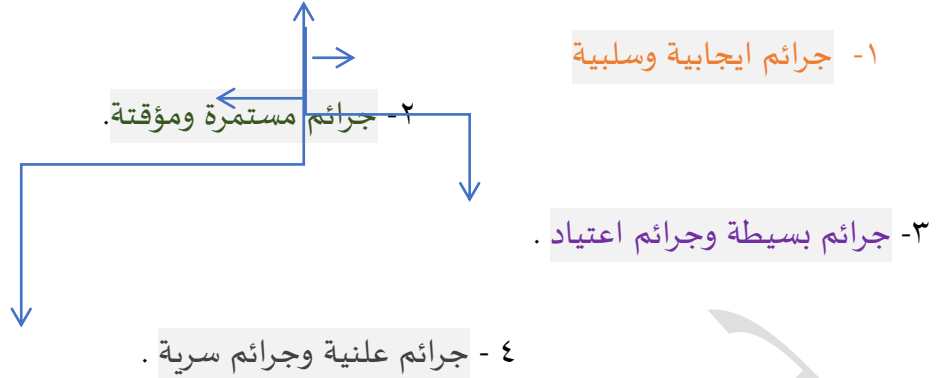 ١- جرائم ايجابية وسلبية
٢- جرائم مستمرة ومؤقتة.
٣- جرائم بسيطة وجرائم اعتياد .
٤ - جرائم علنية وجرائم سرية .